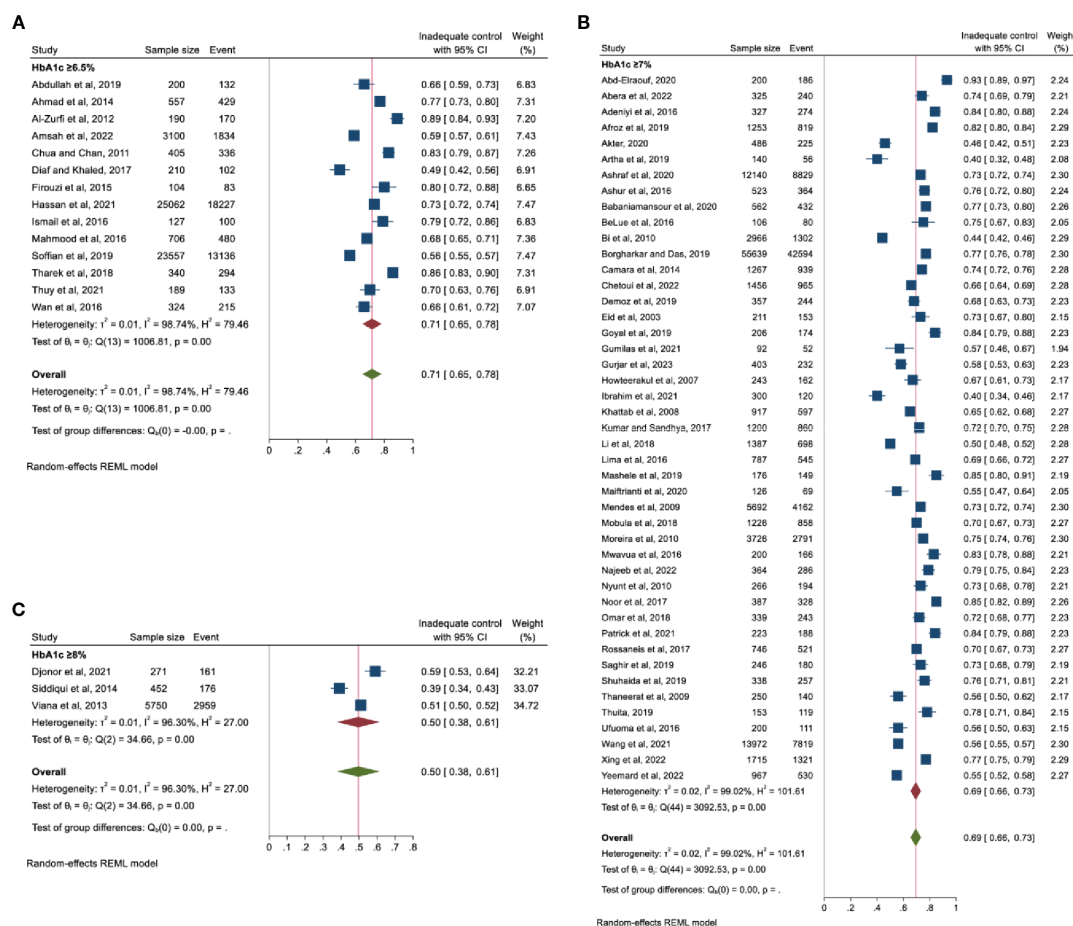 A
Inadequate control Weight
Study Sample size Event with 95% CI (%)
HbA1c ≥6.5%
Abdullah et al, 2019 200 132 0.66 [ 0.59, 0.73] 6.83
Ahmad et al, 2014 557 429 0.77 [ 0.73, 0.80] 7.31
Al-Zurfi et al, 2012 190 170 0.89 [ 0.84, 0.93] 7.20
Amsah et al, 2022 3100 1834 0.59 [ 0.57, 0.61] 7.43
Chua and Chan, 2011 405 336 0.83 [ 0.79, 0.87] 7.26
Diaf and Khaled, 2017 210 102 0.49 [ 0.42, 0.56] 6.91
Firouzi et al, 2015 104 83 0.80 [ 0.72, 0.88] 6.65
Hassan et al, 2021 25062 18227 0.73 [ 0.72, 0.74] 7.47
Ismail et al, 2016 127 100 0.79 [ 0.72, 0.86] 6.83
Mahmood et al, 2016 706 480 0.68 [ 0.65, 0.71] 7.36
Soffian et al, 2019 23557 13136 0.56 [ 0.55, 0.57] 7.47
Tharek et al, 2018 340 294 0.86 [ 0.83, 0.90] 7.31
Thuy et al, 2021 189 133 0.70 [ 0.63, 0.76] 6.91
Wan et al, 2016 324 215 0.66 [ 0.61, 0.72] 7.07
Heterogeneity: τ² = 0.01, I² = 98.74%, H² = 79.46 0.71 [ 0.65, 0.78]
Test of θᵢ = θⱼ: Q(13) = 1006.81, p = 0.00
Overall 0.71 [ 0.65, 0.78]
Heterogeneity: τ² = 0.01, I² = 98.74%, H² = 79.46
Test of θᵢ = θⱼ: Q(13) = 1006.81, p = 0.00
Test of group differences: Q_b(0) = -0.00, p = .
0 .2 .4 .6 .8 1
Random-effects REML model
B
Inadequate control Weight
Study Sample size Event with 95% CI (%)
HbA1c ≥7%
Abd-Elraouf, 2020 200 186 0.93 [ 0.89, 0.97] 2.24
Abera et al, 2022 325 240 0.74 [ 0.69, 0.79] 2.21
Adeniyi et al, 2016 327 274 0.84 [ 0.80, 0.88] 2.24
Afroz et al, 2019 1253 819 0.82 [ 0.80, 0.84] 2.29
Akter, 2020 486 225 0.46 [ 0.42, 0.51] 2.23
Artha et al, 2019 140 56 0.40 [ 0.32, 0.48] 2.08
Ashraf et al, 2020 12140 8829 0.73 [ 0.72, 0.74] 2.30
Ashur et al, 2016 523 364 0.76 [ 0.72, 0.80] 2.24
Babaniamansour et al, 2020 562 432 0.77 [ 0.73, 0.80] 2.26
BeLue et al, 2016 106 80 0.75 [ 0.67, 0.83] 2.05
Bi et al, 2010 2966 1302 0.44 [ 0.42, 0.46] 2.29
Borgharkar and Das, 2019 55639 42594 0.77 [ 0.76, 0.78] 2.30
Camara et al, 2014 1267 939 0.74 [ 0.72, 0.76] 2.28
Chetoui et al, 2022 1456 965 0.66 [ 0.64, 0.69] 2.28
Demoz et al, 2019 357 244 0.68 [ 0.63, 0.73] 2.23
Eid et al, 2003 211 153 0.73 [ 0.67, 0.80] 2.15
Goyal et al, 2019 206 174 0.84 [ 0.79, 0.88] 2.23
Gumilas et al, 2021 92 52 0.57 [ 0.46, 0.67] 1.94
Gurjar et al, 2023 403 232 0.58 [ 0.53, 0.63] 2.23
Howteerakul et al, 2007 243 162 0.67 [ 0.61, 0.73] 2.17
Ibrahim et al, 2021 300 120 0.40 [ 0.34, 0.46] 2.17
Khattab et al, 2008 917 597 0.65 [ 0.62, 0.68] 2.27
Kumar and Sandhya, 2017 1200 860 0.72 [ 0.70, 0.75] 2.28
Li et al, 2018 1387 698 0.50 [ 0.48, 0.52] 2.28
Lima et al, 2016 787 545 0.69 [ 0.66, 0.72] 2.27
Mashele et al, 2019 176 149 0.85 [ 0.80, 0.91] 2.19
Maiftrianti et al, 2020 126 69 0.55 [ 0.47, 0.64] 2.05
Mendes et al, 2009 5692 4162 0.73 [ 0.72, 0.74] 2.30
Mobula et al, 2018 1226 858 0.70 [ 0.67, 0.73] 2.27
Moreira et al, 2010 3726 2791 0.75 [ 0.74, 0.76] 2.30
Mwavua et al, 2016 200 166 0.83 [ 0.78, 0.88] 2.21
Najeeb et al, 2022 364 286 0.79 [ 0.75, 0.84] 2.23
Nyunt et al, 2010 266 194 0.73 [ 0.68, 0.78] 2.21
Noor et al, 2017 387 328 0.85 [ 0.82, 0.89] 2.26
Omar et al, 2018 339 243 0.72 [ 0.68, 0.77] 2.23
Patrick et al, 2021 223 188 0.84 [ 0.79, 0.88] 2.23
Rossaneis et al, 2017 746 521 0.70 [ 0.67, 0.73] 2.27
Saghir et al, 2019 246 180 0.73 [ 0.68, 0.79] 2.19
Shuhaida et al, 2019 338 257 0.76 [ 0.71, 0.81] 2.21
Thaneerat et al, 2009 250 140 0.56 [ 0.50, 0.62] 2.17
Thuita, 2019 153 119 0.78 [ 0.71, 0.84] 2.15
Ufuoma et al, 2016 200 111 0.56 [ 0.50, 0.63] 2.15
Wang et al, 2021 13972 7819 0.56 [ 0.55, 0.57] 2.30
Xing et al, 2022 1715 1321 0.77 [ 0.75, 0.79] 2.29
Yeemard et al, 2022 967 530 0.55 [ 0.52, 0.58] 2.27
Heterogeneity: τ² = 0.02, I² = 99.02%, H² = 101.61 0.69 [ 0.66, 0.73]
Test of θᵢ = θⱼ: Q(44) = 3092.53, p = 0.00
Overall 0.69 [ 0.66, 0.73]
Heterogeneity: τ² = 0.02, I² = 99.02%, H² = 101.61
Test of θᵢ = θⱼ: Q(44) = 3092.53, p = 0.00
Test of group differences: Q_b(0) = 0.00, p = .
0 .2 .4 .6 .8 1
Random-effects REML model
C
Inadequate control Weight
Study Sample size Event with 95% CI (%)
HbA1c ≥8%
Djonor et al, 2021 271 161 0.59 [ 0.53, 0.64] 32.21
Siddiqui et al, 2014 452 176 0.39 [ 0.34, 0.43] 33.07
Viana et al, 2013 5750 2959 0.51 [ 0.50, 0.52] 34.72
Heterogeneity: τ² = 0.01, I² = 96.30%, H² = 27.00 0.50 [ 0.38, 0.61]
Test of θᵢ = θⱼ: Q(2) = 34.66, p = 0.00
Overall 0.50 [ 0.38, 0.61]
Heterogeneity: τ² = 0.01, I² = 96.30%, H² = 27.00
Test of θᵢ = θⱼ: Q(2) = 34.66, p = 0.00
Test of group differences: Q_b(0) = 0.00, p = .
0 .1 .2 .3 .4 .5 .6 .7 .8
Random-effects REML model